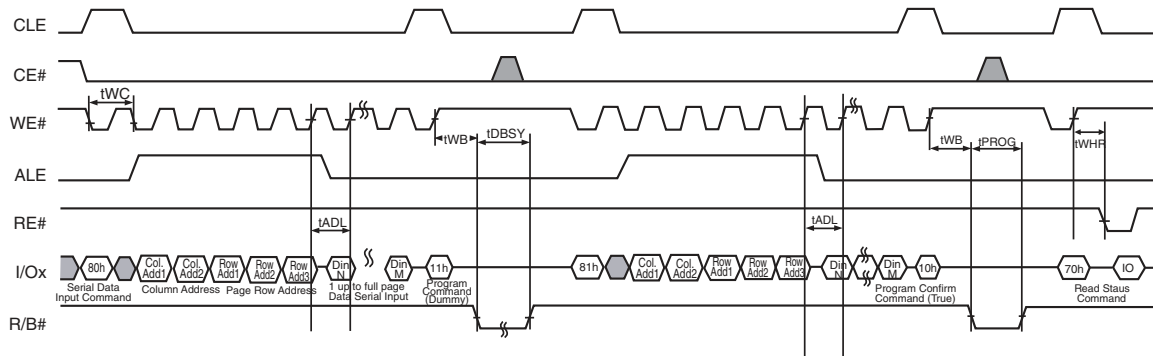 CLE
CE#
tWC
WE#
tWB
tDBSY
tWB
tPROG
tWHR
ALE
RE#
tADL
tADL
I/Ox
80h
Col. Add1
Col. Add2
Row Add1
Row Add2
Row Add3
Din N
Din M
11h
81h
Col. Add1
Col. Add2
Row Add1
Row Add2
Row Add3
Din N
Din M
10h
70h
IO
Serial Data Input Command
Column Address
Page Row Address
1 up to full page Data Serial Input
Program Command (Dummy)
Program Confirm Command (True)
Read Staus Command
R/B#